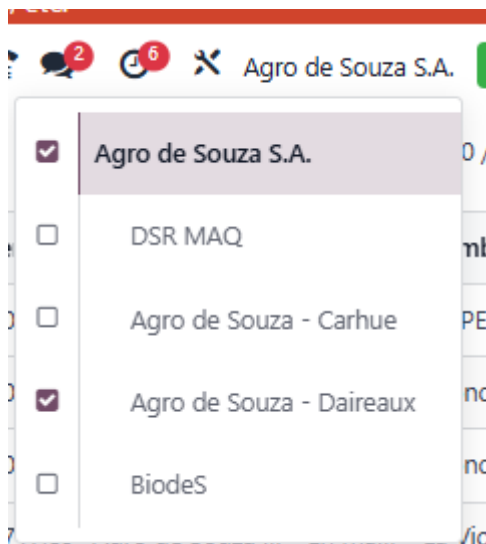 2
6
Agro de Souza S.A.
Agro de Souza S.A.
DSR MAQ
Agro de Souza - Carhue
Agro de Souza - Daireaux
BiodeS